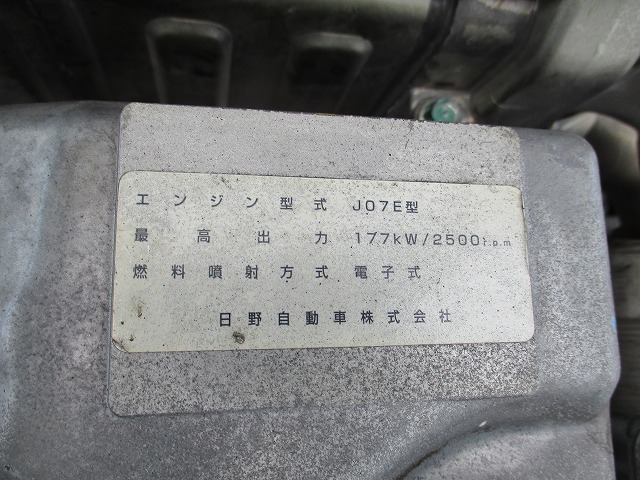 エンジン型式 J07E型
最高出力 177kW/2500r.p.m
燃料噴射方式 電子式
日野自動車株式会社